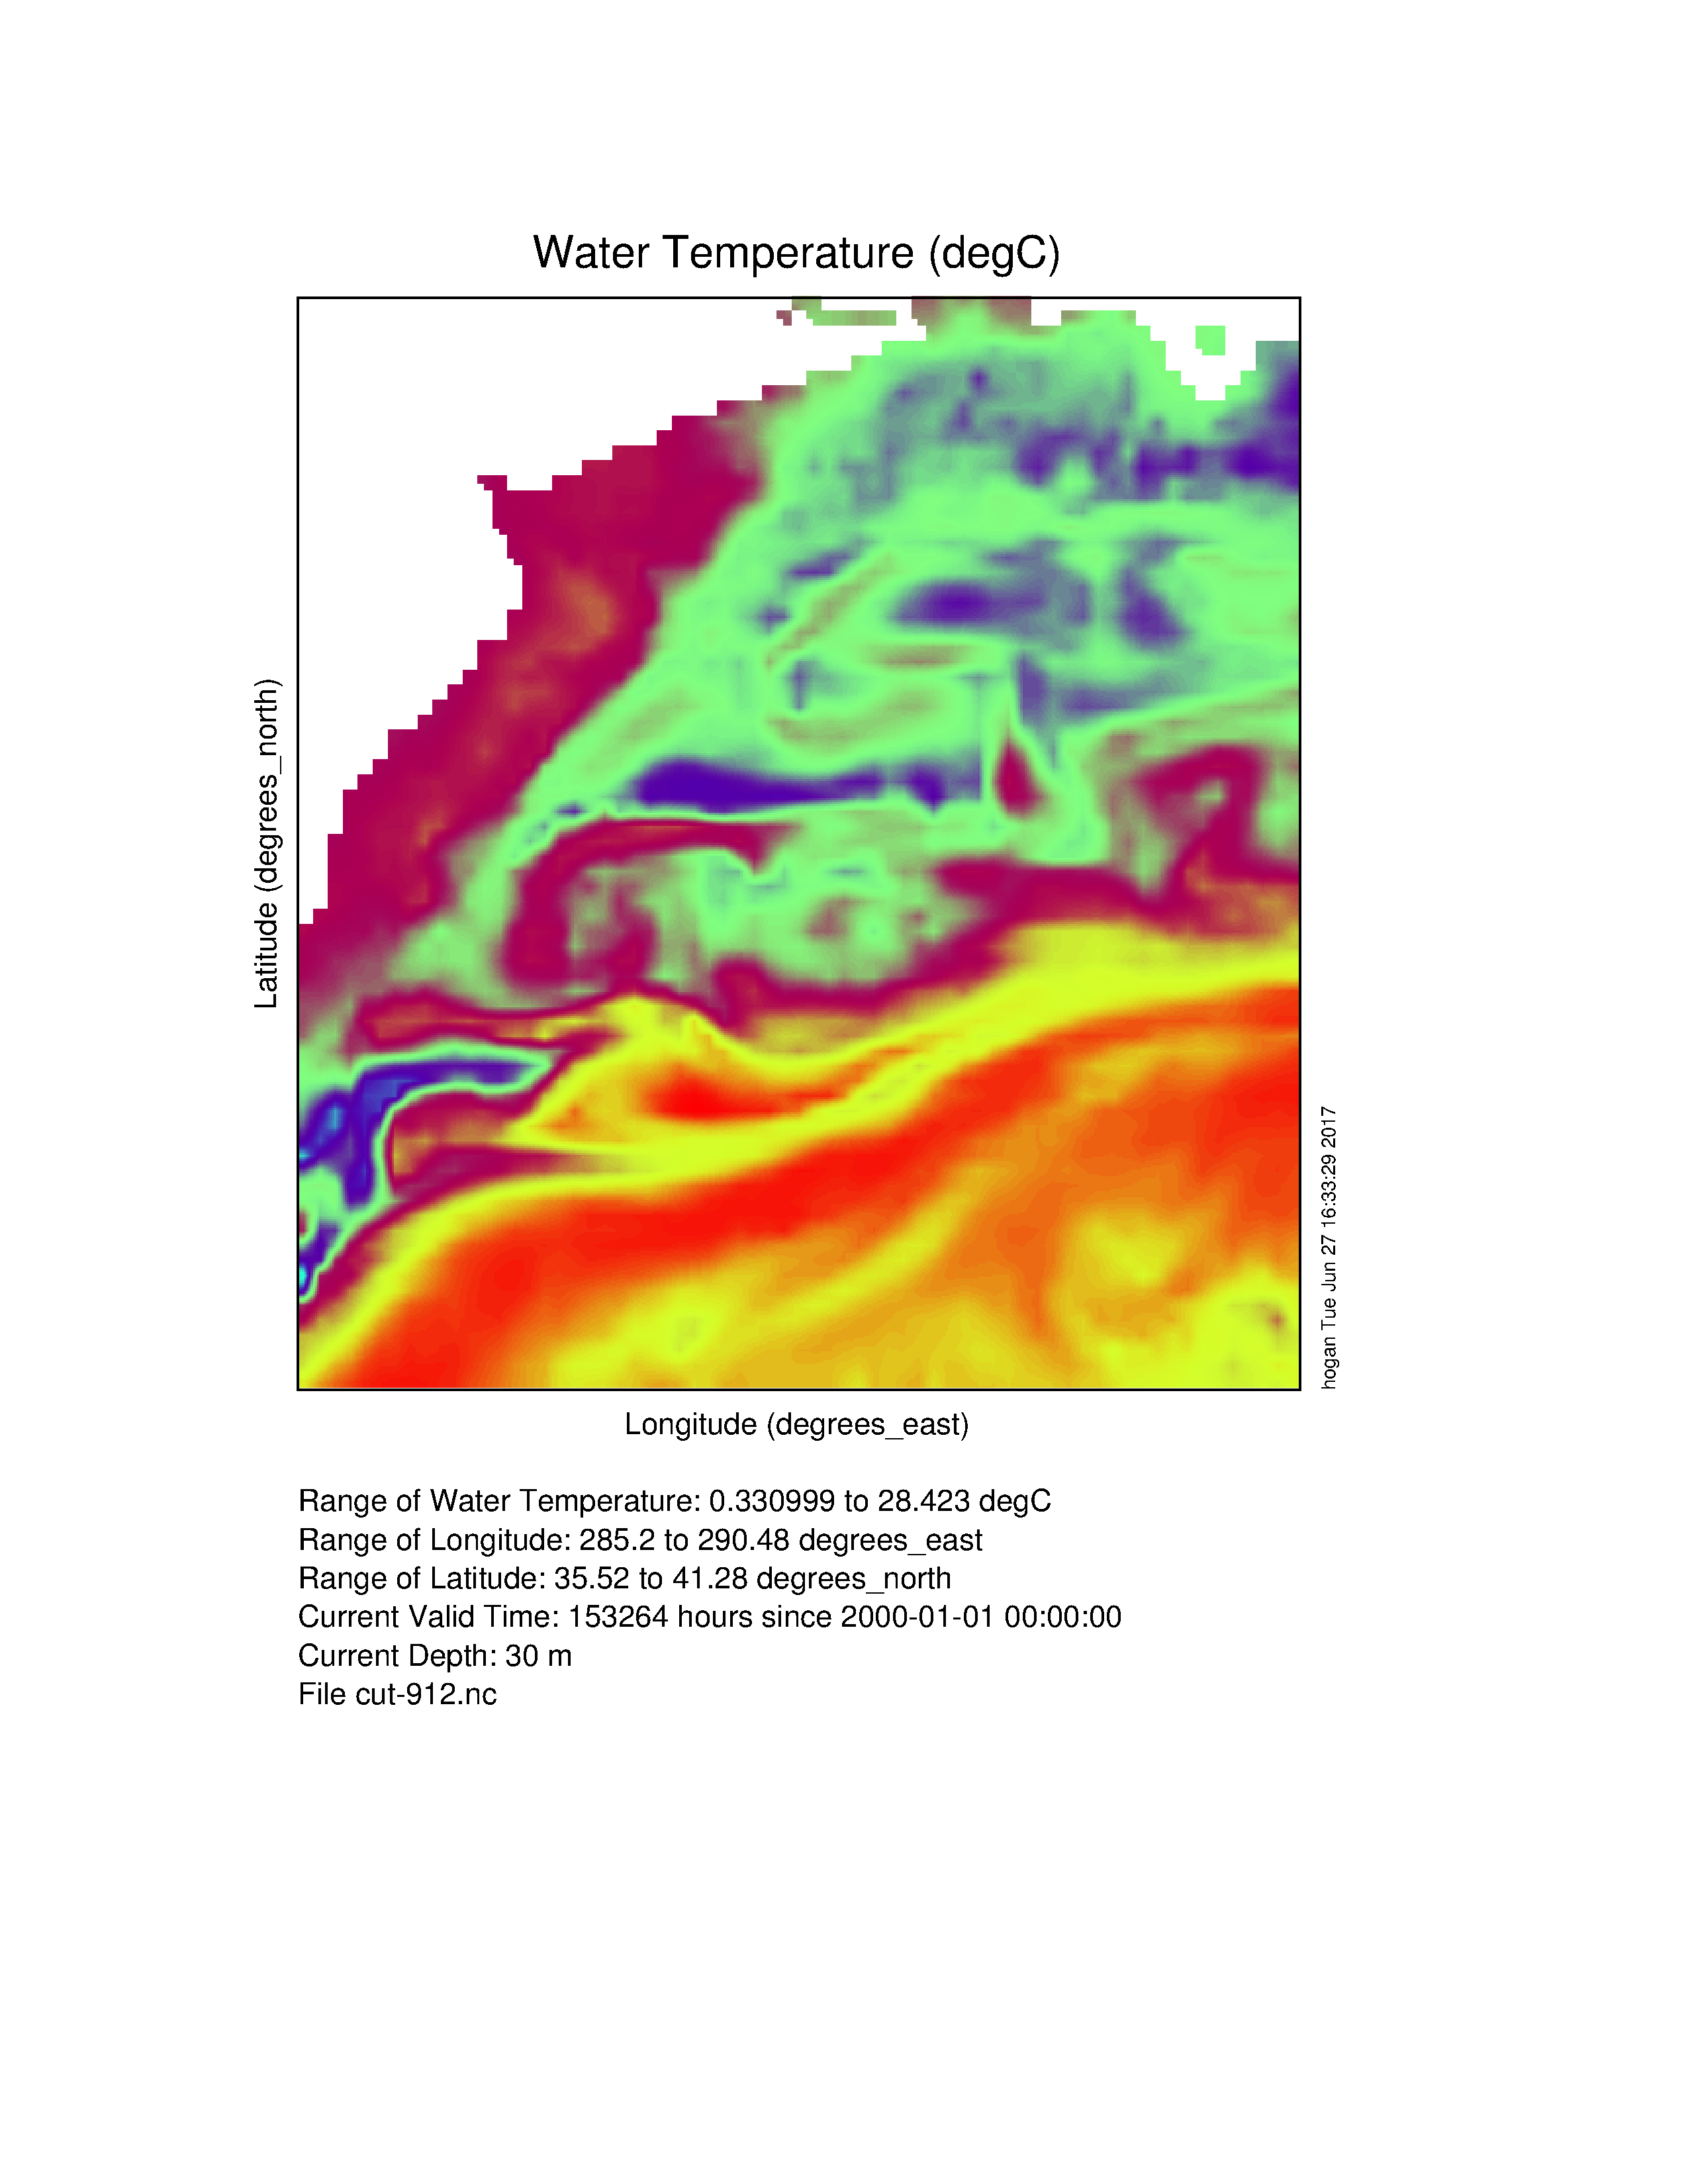 Water Temperature (degC)
Latitude (degrees_north)
hogan Tue Jun 27 16:33:29 2017
Longitude (degrees_east)
Range of Water Temperature: 0.330999 to 28.423 degC
Range of Longitude: 285.2 to 290.48 degrees_east
Range of Latitude: 35.52 to 41.28 degrees_north
Current Valid Time: 153264 hours since 2000-01-01 00:00:00
Current Depth: 30 m
File cut-912.nc